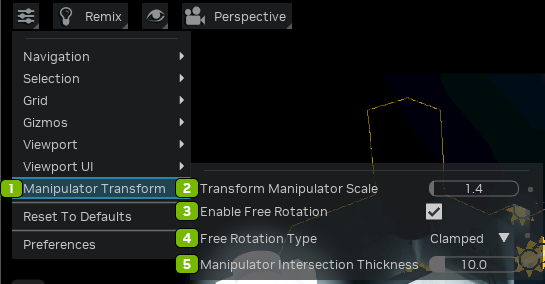 Remix Perspective
Navigation
Selection
Grid
Gizmos
Viewport
Viewport UI
1 Manipulator Transform
2 Transform Manipulator Scale 1.4
3 Enable Free Rotation
Reset To Defaults
4 Free Rotation Type Clamped
Preferences
5 Manipulator Intersection Thickness 10.0